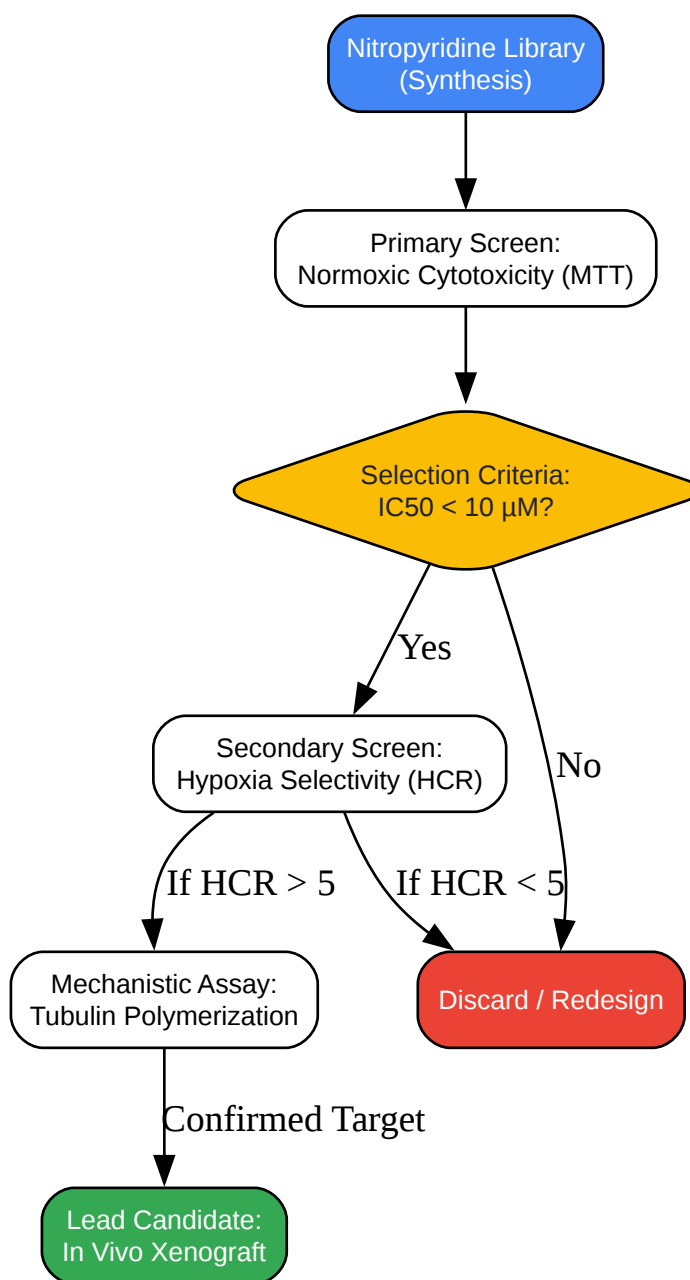 Nitropyridine Library
(Synthesis)
Primary Screen:
Normoxic Cytotoxicity (MTT)
Selection Criteria:
IC50 < 10 µM?
Yes
No
Secondary Screen:
Hypoxia Selectivity (HCR)
If HCR > 5
If HCR < 5
Mechanistic Assay:
Tubulin Polymerization
Discard / Redesign
Confirmed Target
Lead Candidate:
In Vivo Xenograft